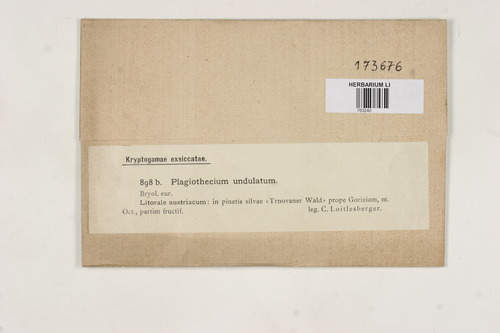 173676
HERBARIUM LI
763240
Kryptogamae exsiccatae.
898 b. Plagiothecium undulatum.
Bryol. eur.
Litorale austriacum: in pinetis silvae «Trnovaner Wald» prope Goriziam, m.
Oct., partim fructif. leg. C. Loitlesberger.